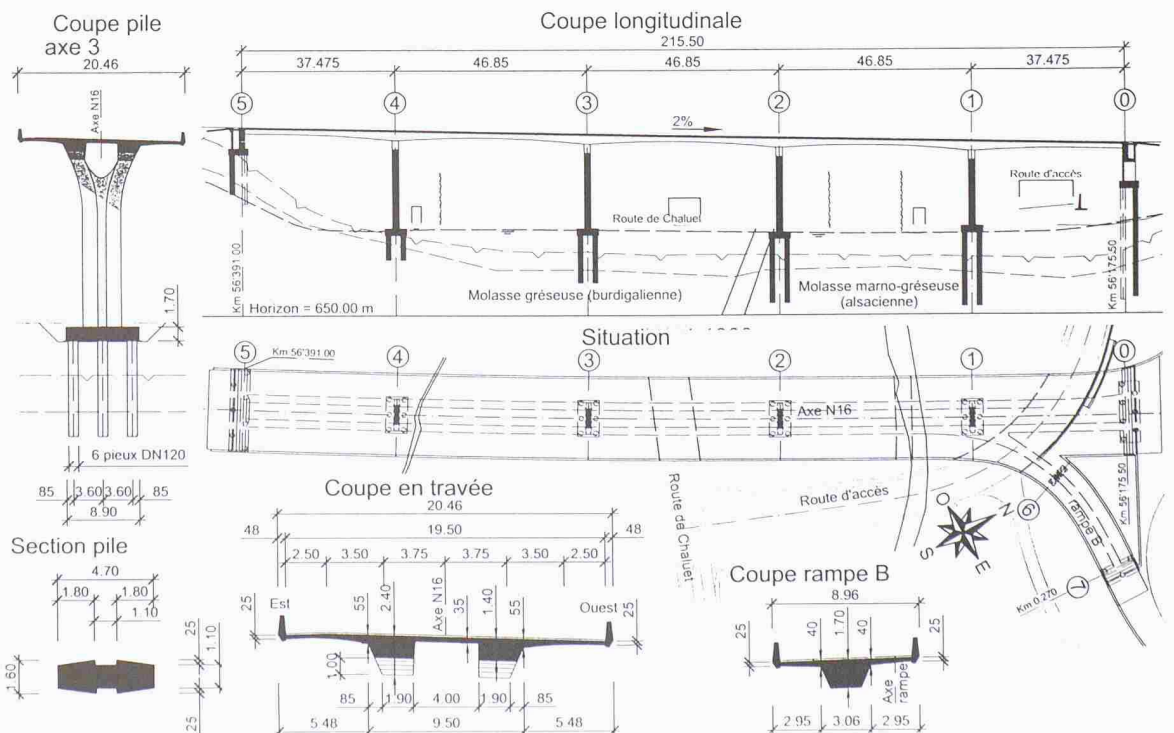 Coupe pile
axe 3
20.46
Axe N16
1.70
6 pieux DN120
85 3.60 3.60 85
8.90
Section pile
4.70
1.80 1.80
1.10
25
1.10
1.60
25
Coupe longitudinale
215.50
37.475 46.85 46.85 46.85 37.475
5 4 3 2 1 0
2%
Route d'accès
Route de Chaluet
Km 56'391.00
Km 56'175.50
Molasse gréseuse (burdigalienne)
Molasse marno-gréseuse
(alsacienne)
Horizon = 650.00 m
Situation
5 4 3 2 1 0
Km 56'391.00
Axe N16
Km 56'175.50
Route de Chaluet
Route d'accès
rampe B
6
7
Km 0.270
O N
S E
Coupe en travée
20.46
48 19.50 48
2.50 3.50 3.75 3.75 3.50 2.50
25 Est 55 2.40 Axe N16 35 1.40 55 Ouest 25
1.00
85 1.90 4.00 1.90 85
5.48 9.50 5.48
Coupe rampe B
8.96
25 40 1.70 40 25
Axe
rampe
2.95 3.06 2.95